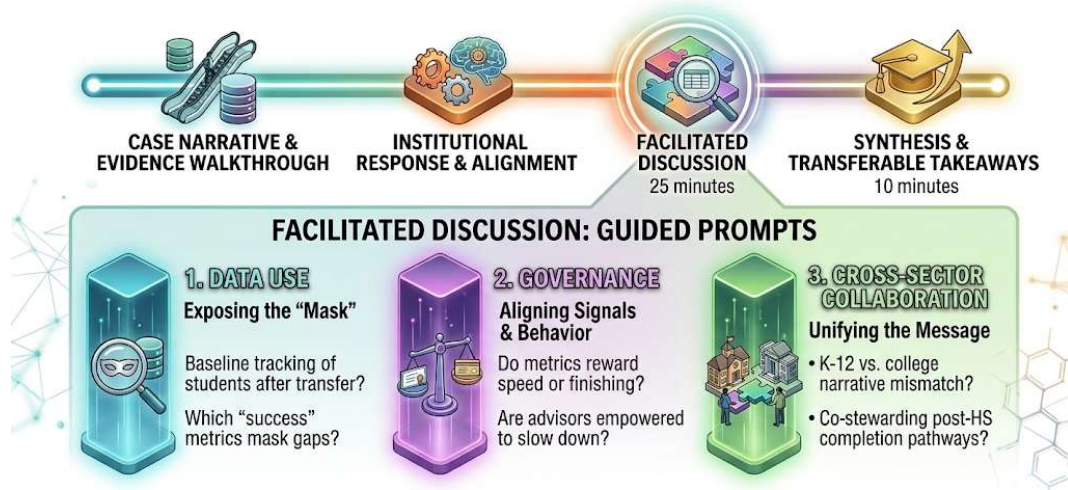 CASE NARRATIVE &
EVIDENCE WALKTHROUGH
INSTITUTIONAL
RESPONSE & ALIGNMENT
FACILITATED
DISCUSSION
25 minutes
SYNTHESIS &
TRANSFERABLE TAKEAWAYS
10 minutes
FACILITATED DISCUSSION: GUIDED PROMPTS
1. DATA USE
Exposing the “Mask”
Baseline tracking of
students after transfer?
Which “success”
metrics mask gaps?
2. GOVERNANCE
Aligning Signals
& Behavior
Do metrics reward
speed or finishing?
Are advisors empowered
to slow down?
3. CROSS-SECTOR
COLLABORATION
Unifying the Message
• K-12 vs. college
narrative mismatch?
• Co-stewarding post-HS
completion pathways?